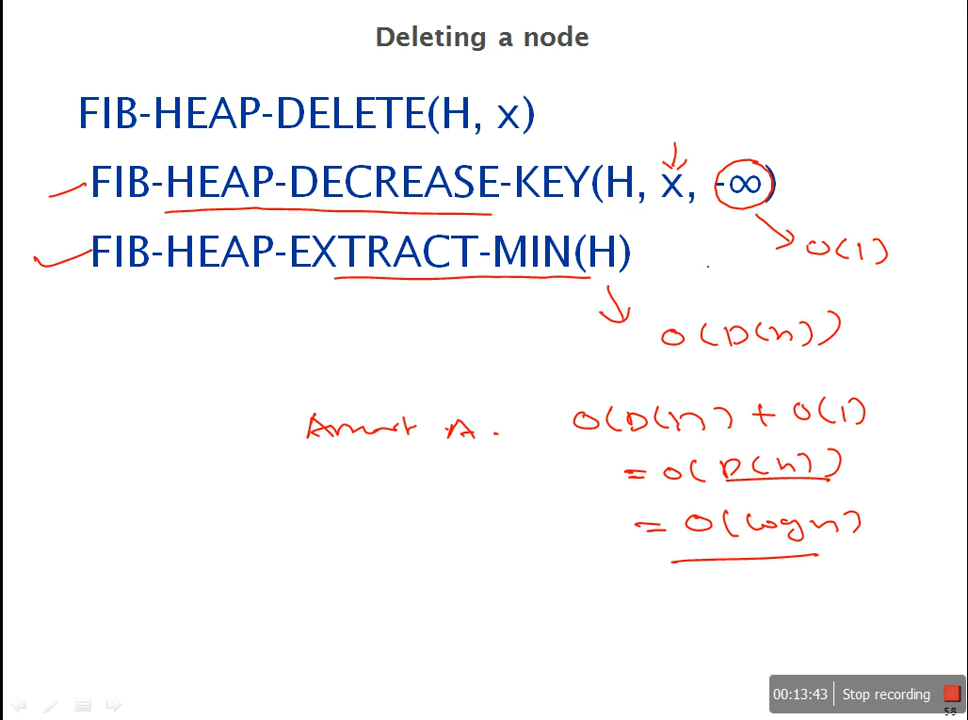 Deleting a node
FIB-HEAP-DELETE(H, x)
FIB-HEAP-DECREASE-KEY(H, x, -∞)
FIB-HEAP-EXTRACT-MIN(H)
O(1)
O(D(n))
A. O(D(n)) + O(1)
= O(D(n))
= O(log n)
00:13:43 Stop recording
58